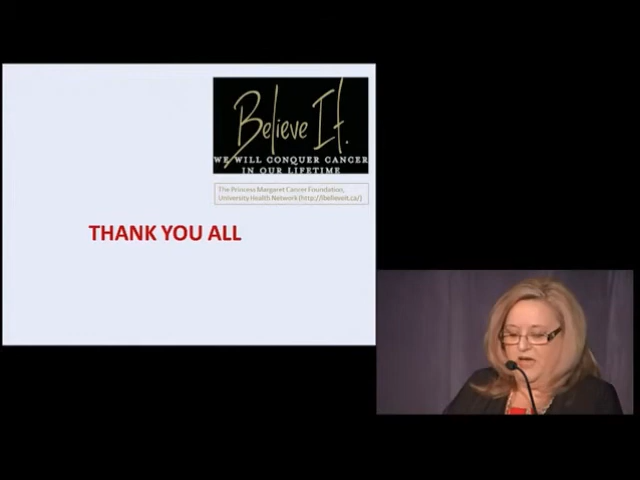 Believe It.
WE WILL CONQUER CANCER
IN OUR LIFETIME
The Princess Margaret Cancer Foundation,
University Health Network (http://ibelieveit.ca/)
THANK YOU ALL